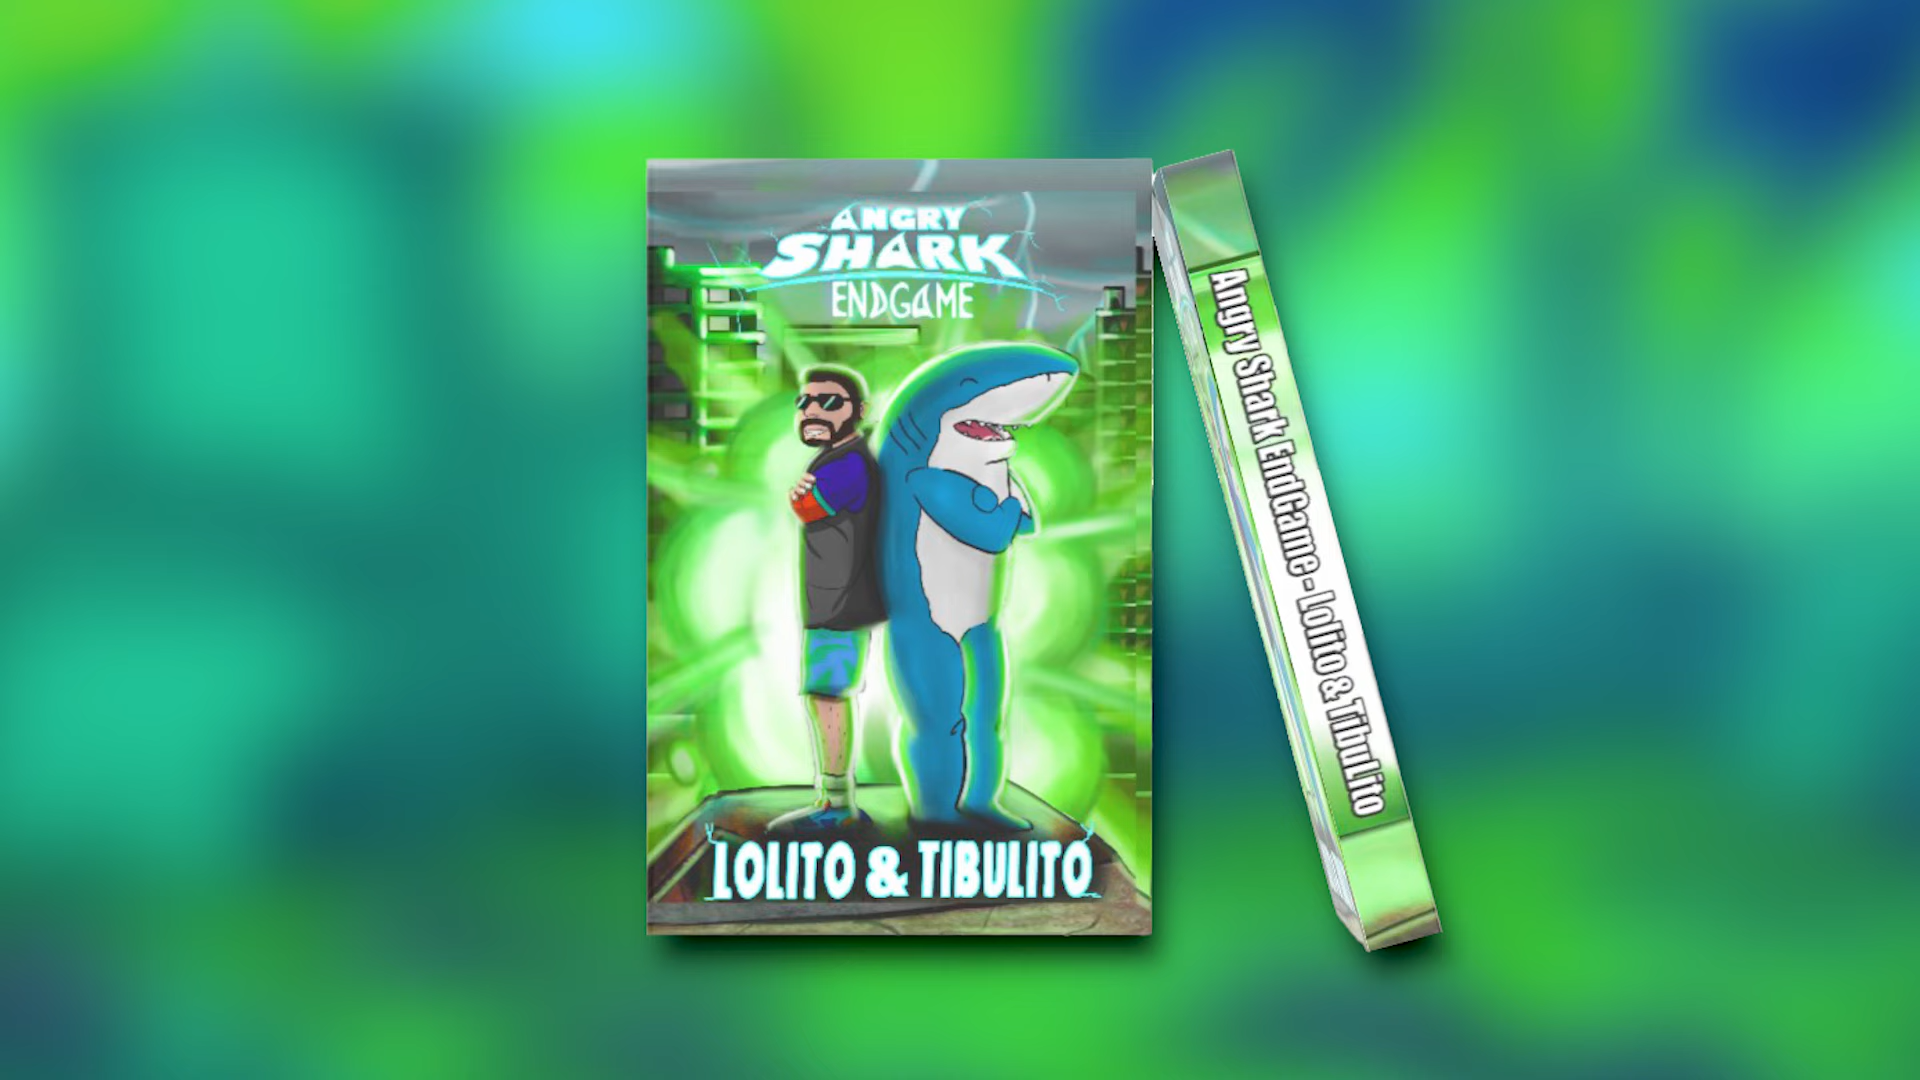 ANGRY
SHARK
ENDGAME
LOLITO & TIBULITO
Angry Shark EndGame - Lolito & TibuLito